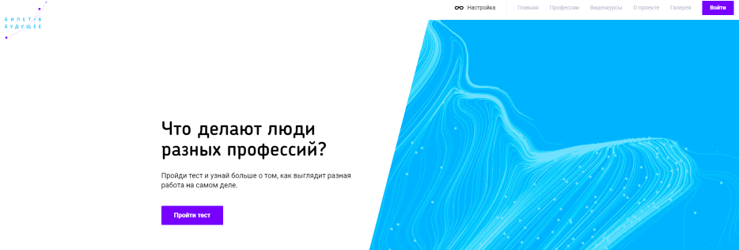 БИЛЕТ В
БУДУЩЕЕ
Настройка
Главная
Профессии
Видеокурсы
О проекте
Галерея
Войти
Что делают люди
разных профессий?
Пройди тест и узнай больше о том, как выглядит разная
работа на самом деле.
Пройти тест